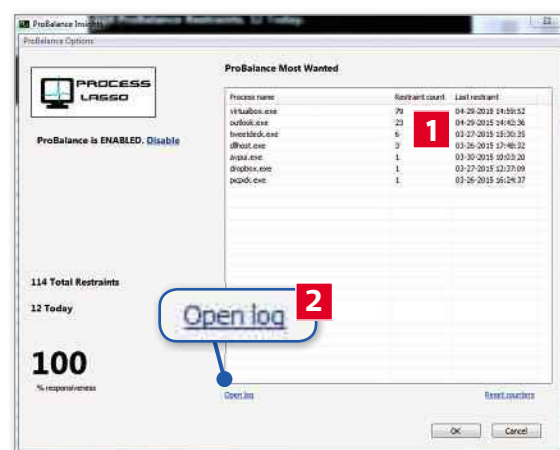 ProBalance Insights
ProBalance Options
PROCESS
LASSO
ProBalance is ENABLED. Disable
ProBalance Most Wanted
Process name Restraint count Last restraint
virtualbox.exe 79 04-29-2015 14:59:52
outlook.exe 23 04-29-2015 14:42:36
tweetdeck.exe 6 03-27-2015 15:30:35
dllhost.exe 3 03-26-2015 17:48:32
avpui.exe 1 03-30-2015 10:03:20
dropbox.exe 1 03-27-2015 12:37:09
1 03-26-2015 16:24:37
1
114 Total Restraints
12 Today
Open log
2
100
% responsiveness
Open log
Reset counters
OK
Cancel